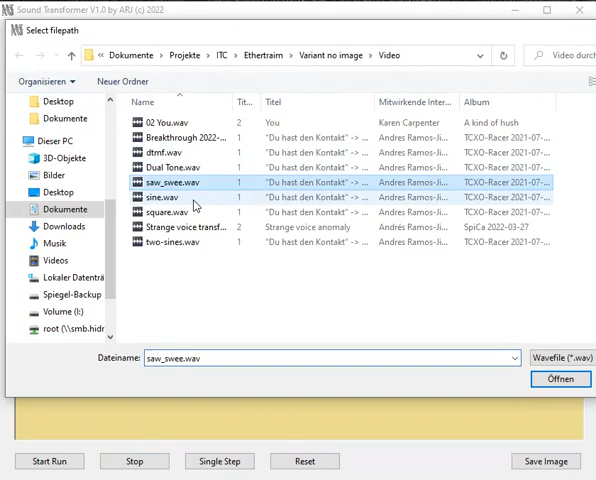 Sound Transformer V1.0 by ARJ (c) 2022
Select filepath
« Dokumente › Projekte › ITC › Ethertraim › Variant no image › Video
Video durch
Organisieren
Neuer Ordner
Name Tit... Titel Mitwirkende Inter... Album
02 You.wav 2 You Karen Carpenter A kind of hush
Breakthrough 2022-... 1 "Du hast den Kontakt" -> ... Andres Ramos-Ji... TCXO-Racer 2021-07-...
dtmf.wav 1 "Du hast den Kontakt" -> ... Andres Ramos-Ji... TCXO-Racer 2021-07-...
Dual Tone.wav 1 "Du hast den Kontakt" -> ... Andres Ramos-Ji... TCXO-Racer 2021-07-...
saw_swee.wav 1 "Du hast den Kontakt" -> ... Andres Ramos-Ji... TCXO-Racer 2021-07-...
sine.wav 1 "Du hast den Kontakt" -> ... Andres Ramos-Ji... TCXO-Racer 2021-07-...
square.wav 1 "Du hast den Kontakt" -> ... Andres Ramos-Ji... TCXO-Racer 2021-07-...
Strange voice transf... 2 Strange voice anomaly Andrés Ramos-Ji... SpiCa 2022-03-27
two-sines.wav 1 "Du hast den Kontakt" -> ... Andres Ramos-Ji... TCXO-Racer 2021-07-...
Desktop
Dokumente
Dieser PC
3D-Objekte
Bilder
Desktop
Dokumente
Downloads
Musik
Videos
Lokaler Datenträ
Spiegel-Backup
Volume (I:)
root (\\smb.hidr
Dateiname: saw_swee.wav
Wavefile (*.wav)
Öffnen
Start Run
Stop
Single Step
Reset
Save Image